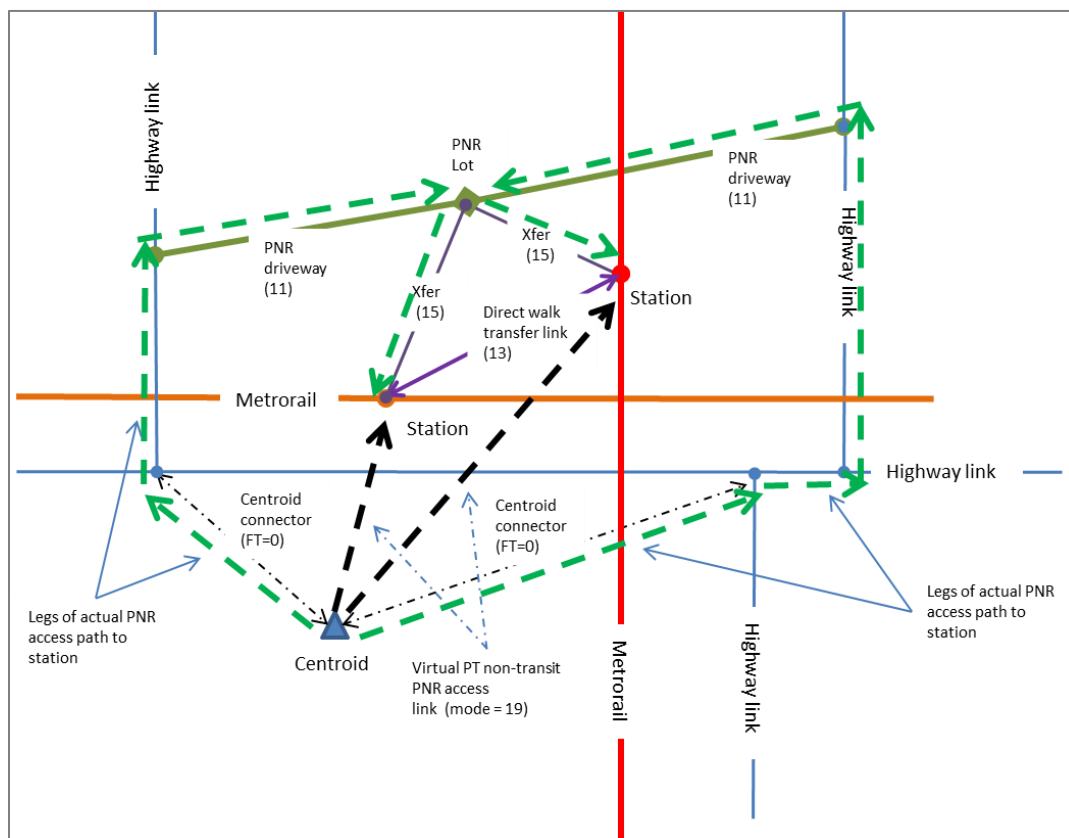 Highway link
PNR
Lot
PNR
driveway
(11)
Highway link
Xfer
(15)
PNR
driveway
(11)
Xfer
(15)
Station
Direct walk
transfer link
(13)
Metrorail
Station
Highway link
Centroid
connector
(FT=0)
Centroid
connector
(FT=0)
Legs of actual PNR
access path to
station
Legs of actual PNR
access path to
station
Centroid
Virtual PT non-transit
PNR access
link  (mode = 19)
Metrorail
Highway link